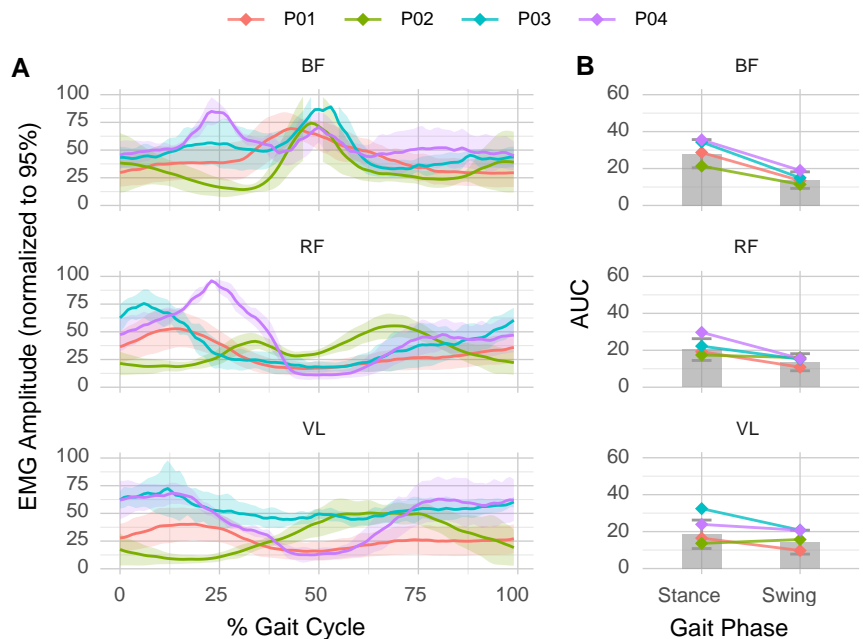 P01 P02 P03 P04
A
B
BF
BF
100
75
50
25
0
60
40
20
0
RF
RF
100
75
50
25
0
60
40
20
0
VL
VL
100
75
50
25
0
60
40
20
0
EMG Amplitude (normalized to 95%)
AUC
0 25 50 75 100
% Gait Cycle
Stance Swing
Gait Phase